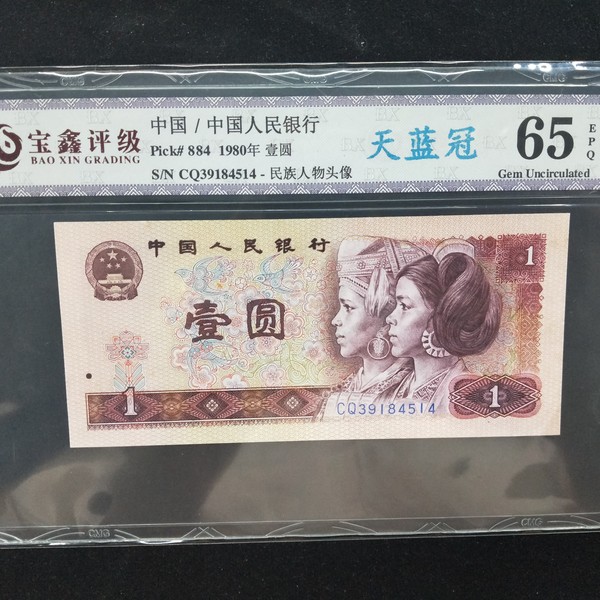 宝鑫评级
BAO XIN GRADING
中国 / 中国人民银行
Pick# 884 1980年 壹圆
S/N CQ39184514 - 民族人物头像
天蓝冠
65
EPQ
Gem Uncirculated
中国人民银行
壹圆
1
1
CQ39184514
1